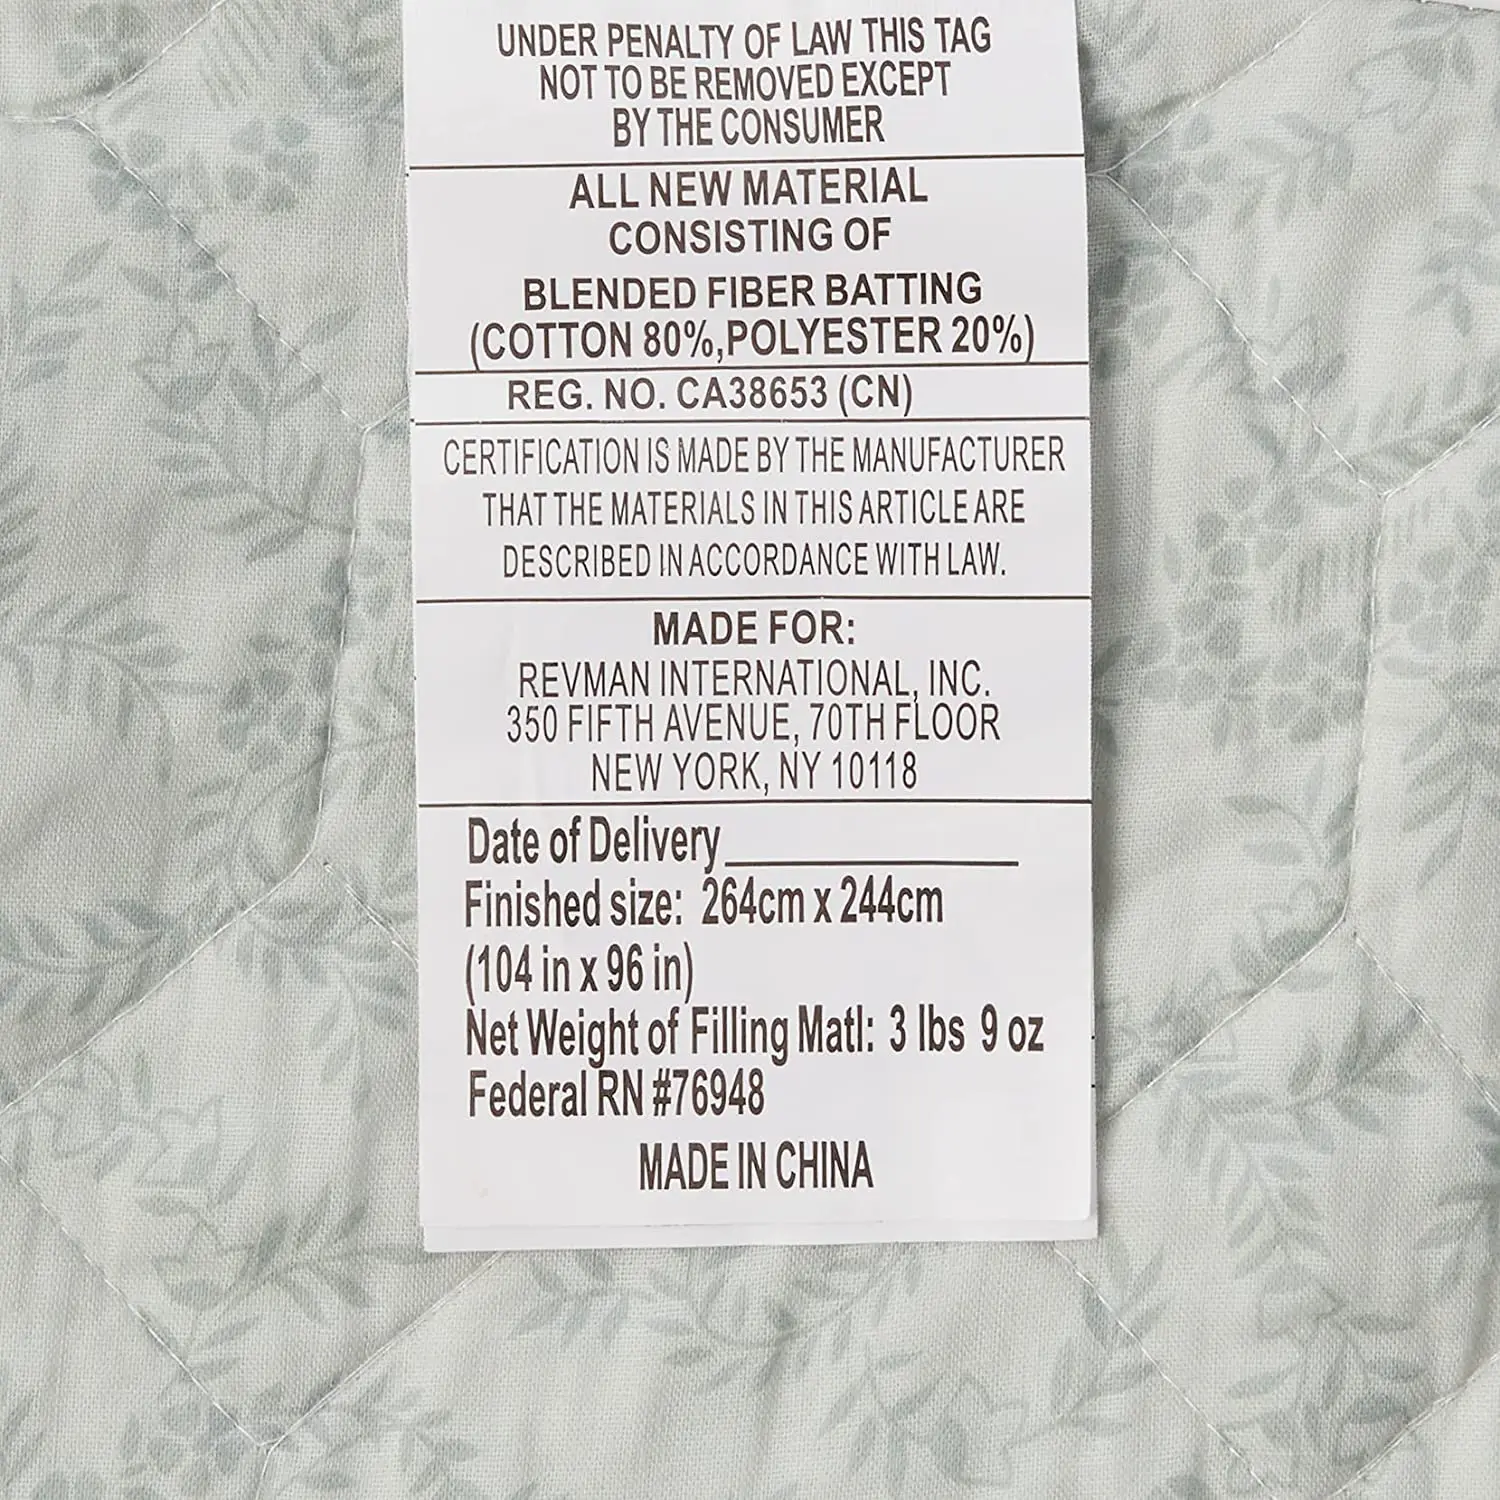 UNDER PENALTY OF LAW THIS TAG
NOT TO BE REMOVED EXCEPT
BY THE CONSUMER
ALL NEW MATERIAL
CONSISTING OF
BLENDED FIBER BATTING
(COTTON 80%,POLYESTER 20%)
REG. NO. CA38653 (CN)
CERTIFICATION IS MADE BY THE MANUFACTURER
THAT THE MATERIALS IN THIS ARTICLE ARE
DESCRIBED IN ACCORDANCE WITH LAW.
MADE FOR:
REVMAN INTERNATIONAL, INC.
350 FIFTH AVENUE, 70TH FLOOR
NEW YORK, NY 10118
Date of Delivery
Finished size: 264cm x 244cm
(104 in x 96 in)
Net Weight of Filling Matl: 3 lbs 9 oz
Federal RN #76948
MADE IN CHINA